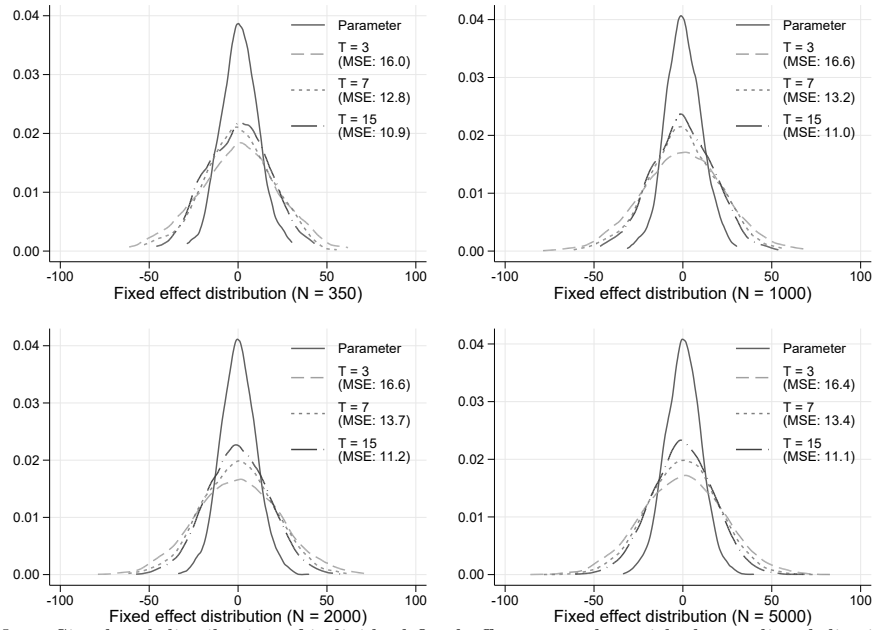 0.04
0.03
0.02
0.01
0.00
Parameter
T = 3
(MSE: 16.0)
T = 7
(MSE: 12.8)
T = 15
(MSE: 10.9)
-100 -50 0 50 100
Fixed effect distribution (N = 350)
0.04
0.03
0.02
0.01
0.00
Parameter
T = 3
(MSE: 16.6)
T = 7
(MSE: 13.2)
T = 15
(MSE: 11.0)
-100 -50 0 50 100
Fixed effect distribution (N = 1000)
0.04
0.03
0.02
0.01
0.00
Parameter
T = 3
(MSE: 16.6)
T = 7
(MSE: 13.7)
T = 15
(MSE: 11.2)
-100 -50 0 50 100
Fixed effect distribution (N = 2000)
0.04
0.03
0.02
0.01
0.00
Parameter
T = 3
(MSE: 16.4)
T = 7
(MSE: 13.4)
T = 15
(MSE: 11.1)
-100 -50 0 50 100
Fixed effect distribution (N = 5000)